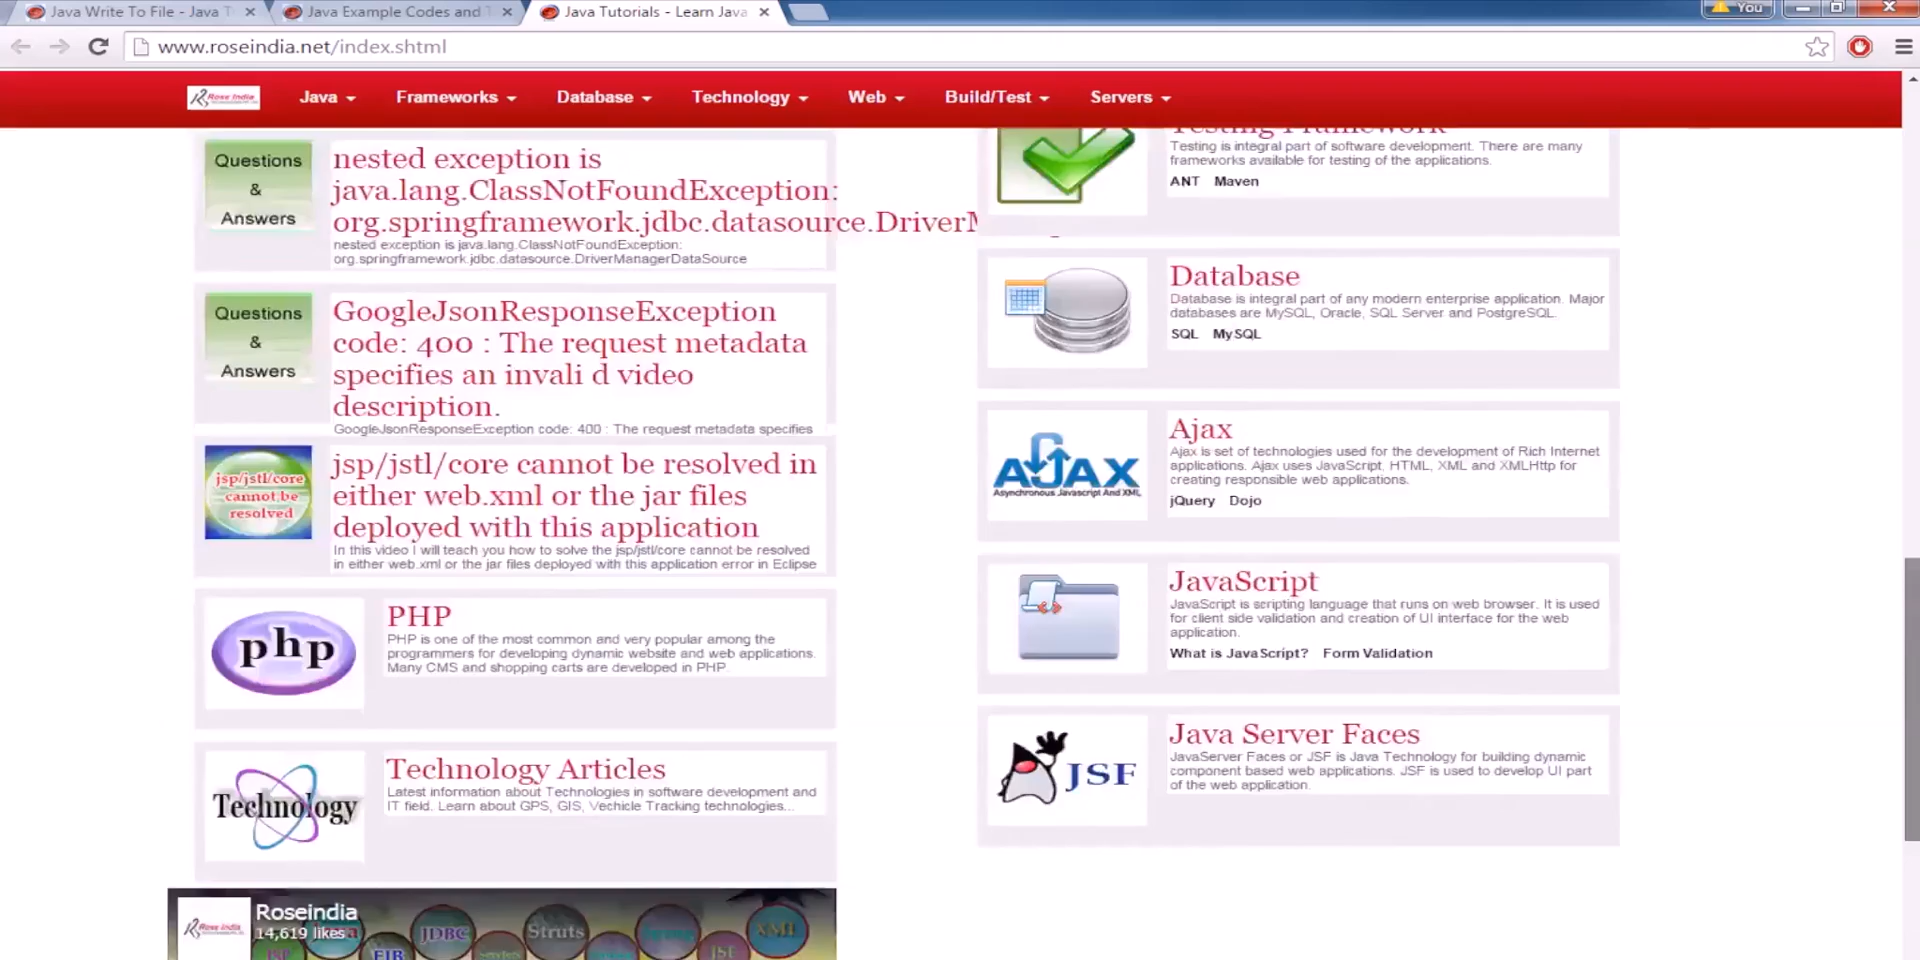 Java Write To File - Java T
Java Example Codes and T
Java Tutorials - Learn Java
You
www.roseindia.net/index.shtml
Rose India
Java
Frameworks
Database
Technology
Web
Build/Test
Servers
Questions
&
Answers
nested exception is
java.lang.ClassNotFoundException:
org.springframework.jdbc.datasource.DriverM
nested exception is java.lang.ClassNotFoundException:
org.springframework.jdbc.datasource.DriverManagerDataSource
Questions
&
Answers
GoogleJsonResponseException
code: 400 : The request metadata
specifies an invali d video
description.
GoogleJsonResponseException code: 400 : The request metadata specifies
jsp/jstl/core
cannot be
resolved
jsp/jstl/core cannot be resolved in
either web.xml or the jar files
deployed with this application
In this video I will teach you how to solve the jsp/jstl/core cannot be resolved
in either web.xml or the jar files deployed with this application error in Eclipse
php
PHP
PHP is one of the most common and very popular among the
programmers for developing dynamic website and web applications.
Many CMS and shopping carts are developed in PHP.
Technology
Technology Articles
Latest information about Technologies in software development and
IT field. Learn about GPS, GIS, Vechicle Tracking technologies...
Rose India
Roseindia
14,619 likes
Java
JDBC
Struts
XML
JSP
EJB
JSF
Testing Framework
Testing is integral part of software development. There are many
frameworks available for testing of the applications.
ANT Maven
Database
Database is integral part of any modern enterprise application. Major
databases are MySQL, Oracle, SQL Server and PostgreSQL.
SQL MySQL
AJAX
Asynchronous Javascript And XML
Ajax
Ajax is set of technologies used for the development of Rich Internet
applications. Ajax uses JavaScript, HTML, XML and XMLHttp for
creating responsible web applications.
jQuery Dojo
JavaScript
JavaScript is scripting language that runs on web browser. It is used
for client side validation and creation of UI interface for the web
application.
What is JavaScript? Form Validation
JSF
Java Server Faces
JavaServer Faces or JSF is Java Technology for building dynamic
component based web applications. JSF is used to develop UI part
of the web application.